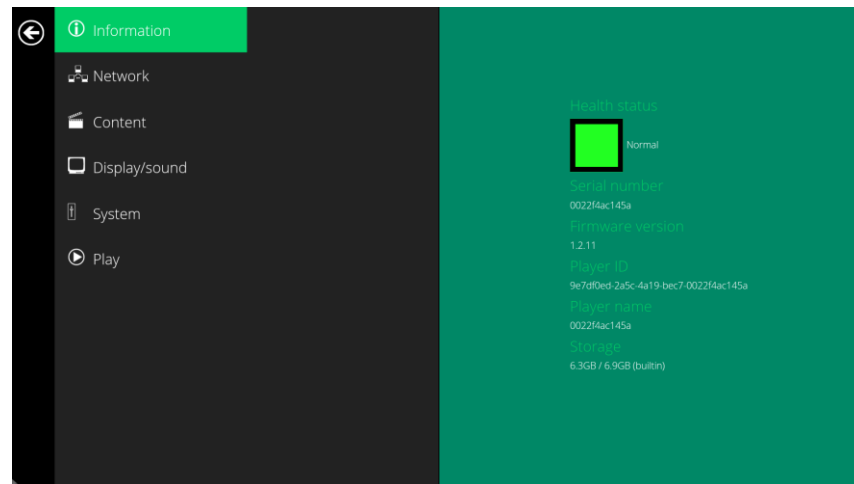 Information
Network
Content
Display/sound
System
Play
Health status
Normal
Serial number
0022f4ac145a
Firmware version
1.2.11
Player ID
9e7df0ed-2a5c-4a19-bec7-0022f4ac145a
Player name
0022f4ac145a
Storage
6.3GB / 6.9GB (builtin)